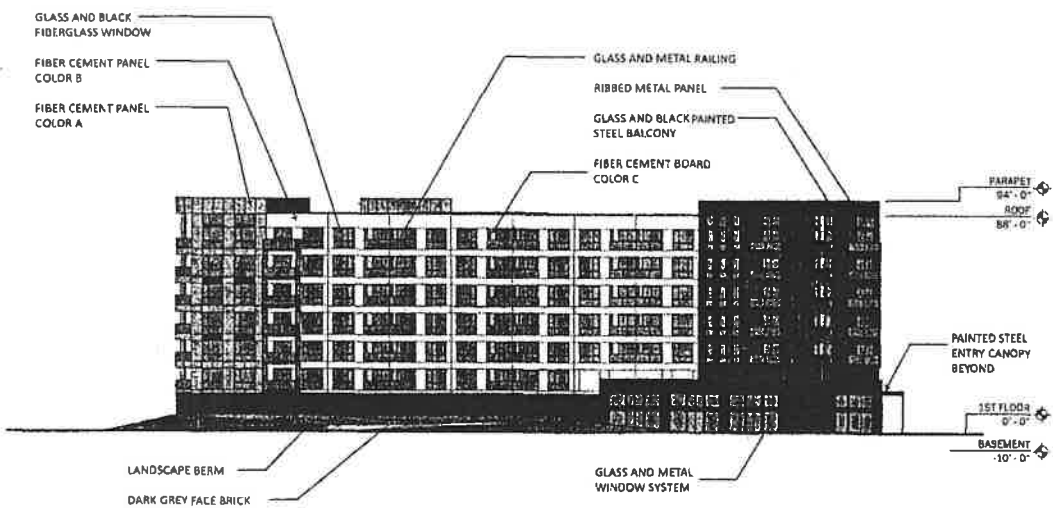 GLASS AND BLACK
FIBERGLASS WINDOW
FIBER CEMENT PANEL
COLOR B
FIBER CEMENT PANEL
COLOR A
GLASS AND METAL RAILING
RIBBED METAL PANEL
GLASS AND BLACK PAINTED
STEEL BALCONY
FIBER CEMENT BOARD
COLOR C
PARAPET
94'-0"
ROOF
88'-0"
PAINTED STEEL
ENTRY CANOPY
BEYOND
1ST FLOOR
0'-0"
BASEMENT
-10'-0"
LANDSCAPE BERM
DARK GREY FACE BRICK
GLASS AND METAL
WINDOW SYSTEM